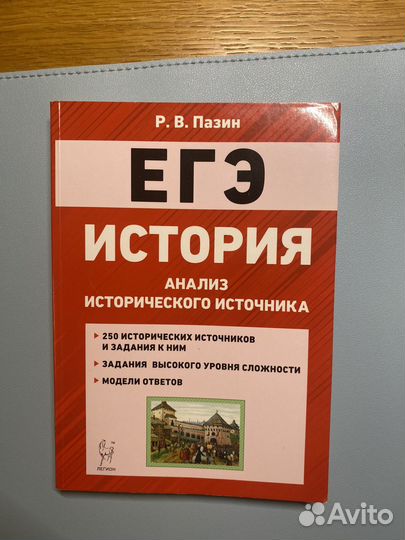 Р. В. Пазин
ЕГЭ
ИСТОРИЯ
АНАЛИЗ
ИСТОРИЧЕСКОГО ИСТОЧНИКА
250 ИСТОРИЧЕСКИХ ИСТОЧНИКОВ
И ЗАДАНИЯ К НИМ
ЗАДАНИЯ ВЫСОКОГО УРОВНЯ СЛОЖНОСТИ
МОДЕЛИ ОТВЕТОВ
ЛЕГИОН
Avito